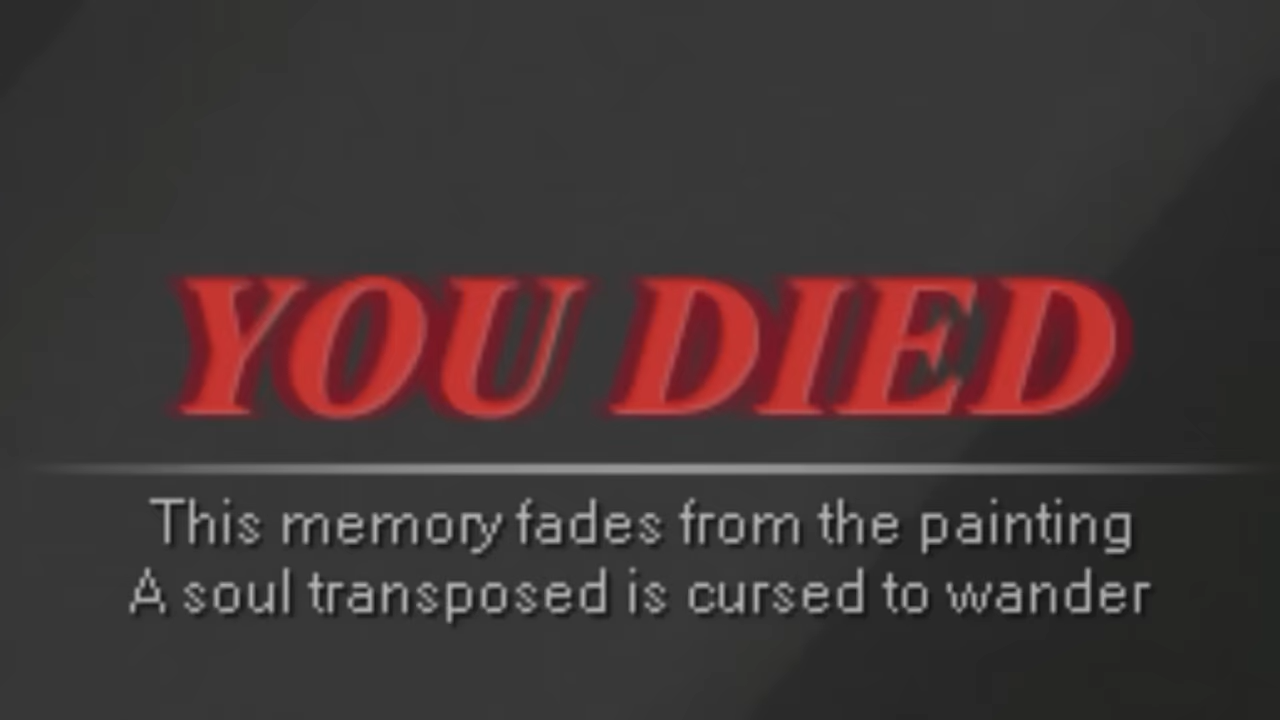 YOU DIED
This memory fades from the painting
A soul transposed is cursed to wander